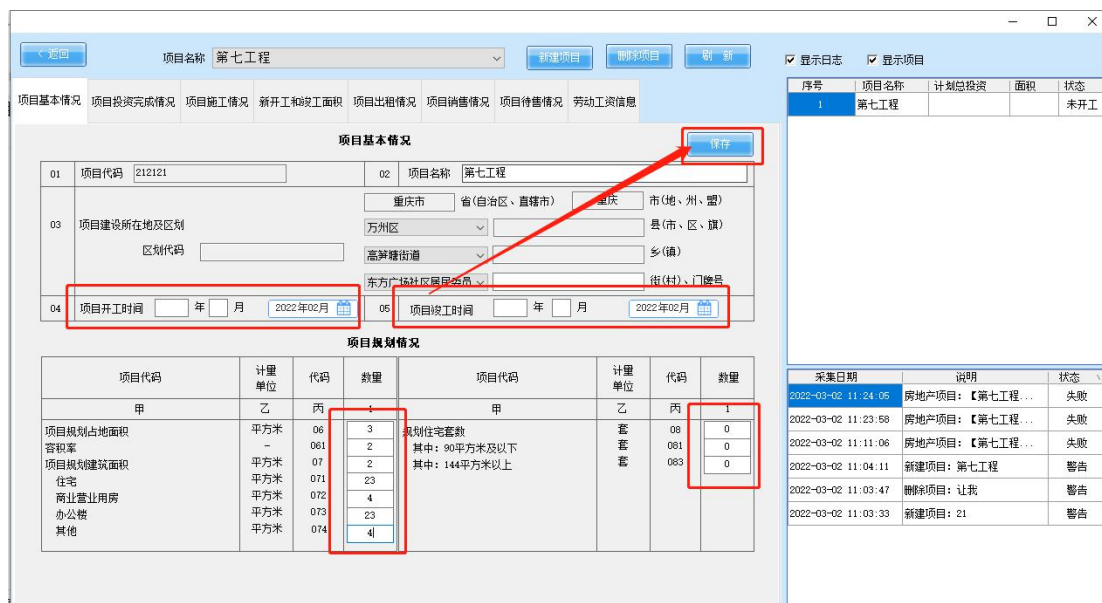 < 返回 项目名称 第七工程 新建项目 删除项目 刷 新 显示日志 显示项目
项目基本情况 项目投资完成情况 项目施工情况 新开工和竣工面积 项目出租情况 项目销售情况 项目待售情况 劳动工资信息
序号 项目名称 计划总投资 面积 状态
1 第七工程 未开工
项目基本情况 保存
01 项目代码 212121 02 项目名称 第七工程
重庆市 省(自治区、直辖市) 重庆 市(地、州、盟)
03 项目建设所在地及区划 万州区 县(市、区、旗)
区划代码 高笋塘街道 乡(镇)
东方广场社区居民委员 街(村)、门牌号
04 项目开工时间 年 月 2022年02月 05 项目竣工时间 年 月 2022年02月
项目规划情况
项目代码 计量单位 代码 数量 项目代码 计量单位 代码 数量
甲 乙 丙 1 甲 乙 丙 1
项目规划占地面积 平方米 06 3 规划住宅套数 套 08 0
容积率 - 061 2 其中: 90平方米及以下 套 081 0
项目规划建筑面积 平方米 07 2 其中: 144平方米以上 套 083 0
住宅 平方米 071 23
商业营业用房 平方米 072 4
办公楼 平方米 073 23
其他 平方米 074 4
采集日期 说明 状态
2022-03-02 11:24:05 房地产项目: 【第七工程... 失败
2022-03-02 11:23:58 房地产项目: 【第七工程... 失败
2022-03-02 11:11:06 房地产项目: 【第七工程... 失败
2022-03-02 11:04:11 新建项目: 第七工程 警告
2022-03-02 11:03:47 删除项目: 让我 警告
2022-03-02 11:03:33 新建项目: 21 警告